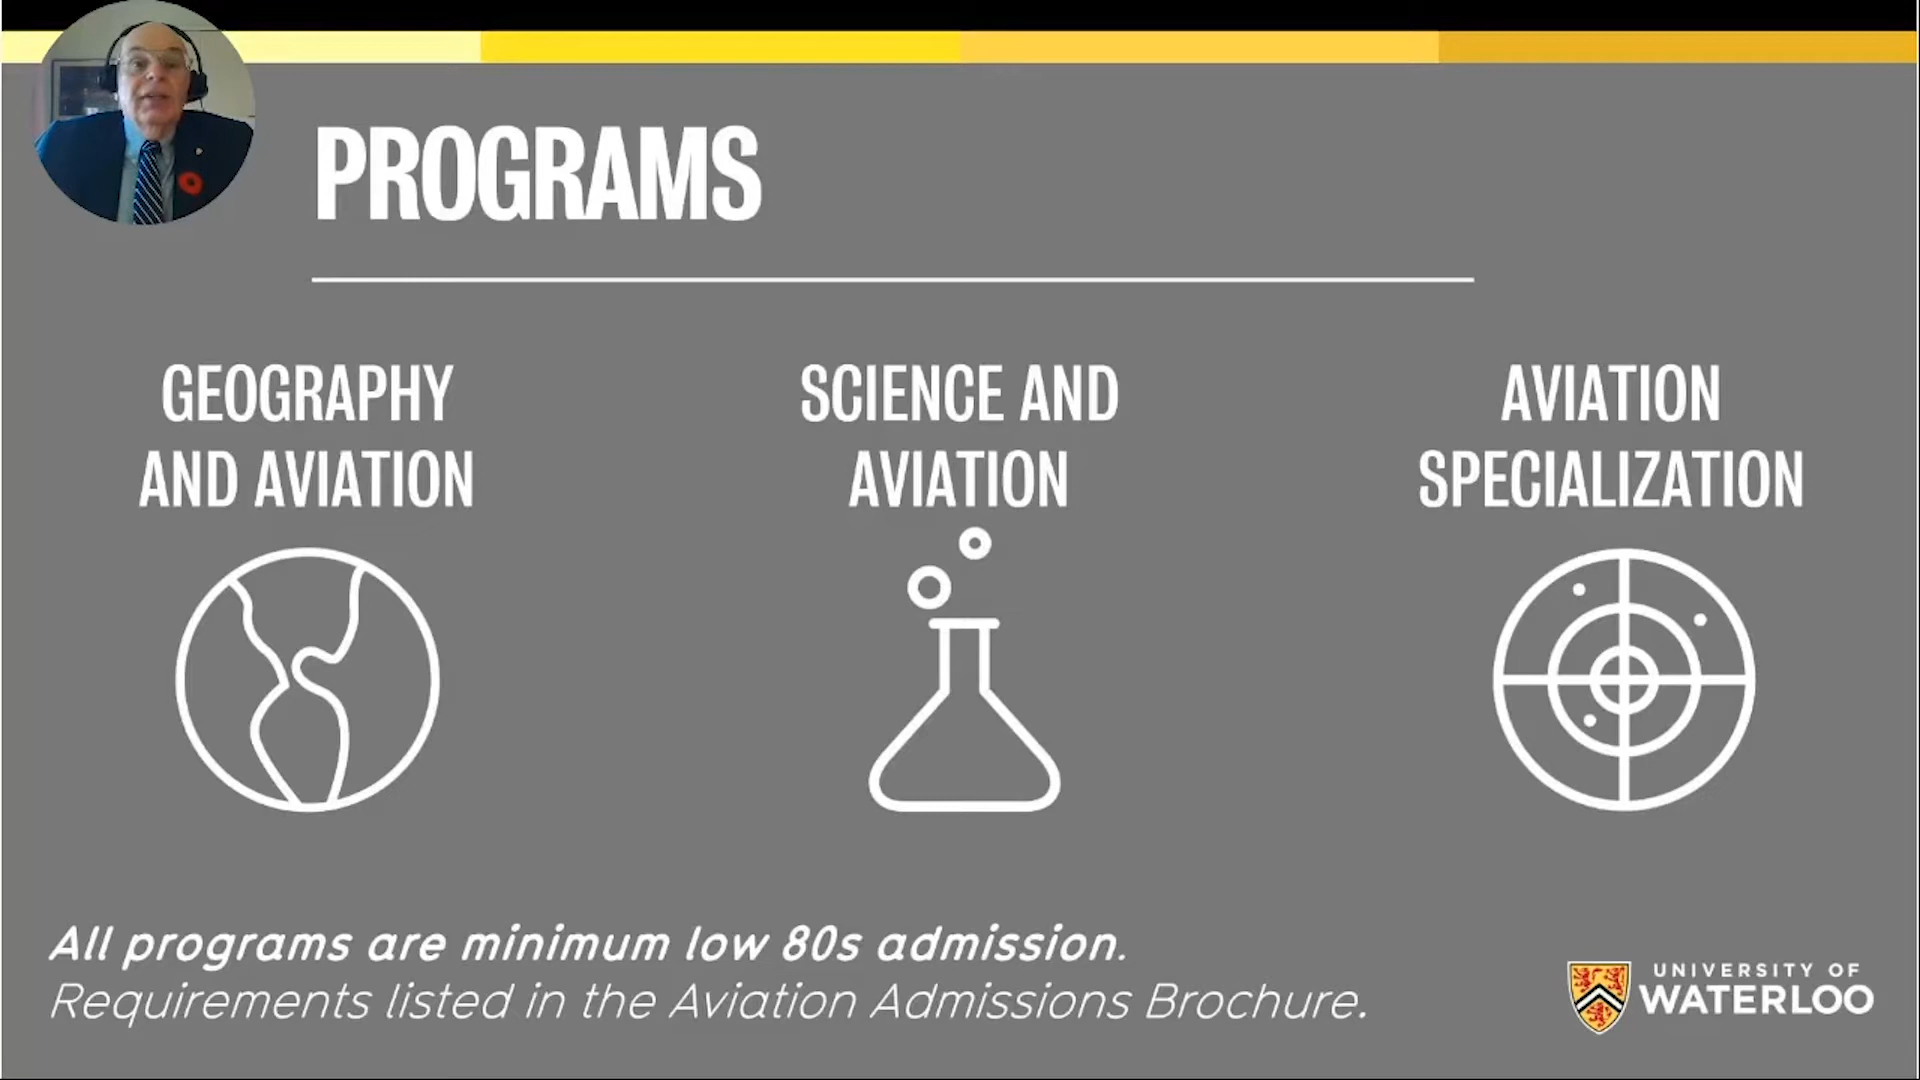 PROGRAMS
GEOGRAPHY
AND AVIATION
SCIENCE AND
AVIATION
AVIATION
SPECIALIZATION
All programs are minimum low 80s admission.
Requirements listed in the Aviation Admissions Brochure.
UNIVERSITY OF
WATERLOO